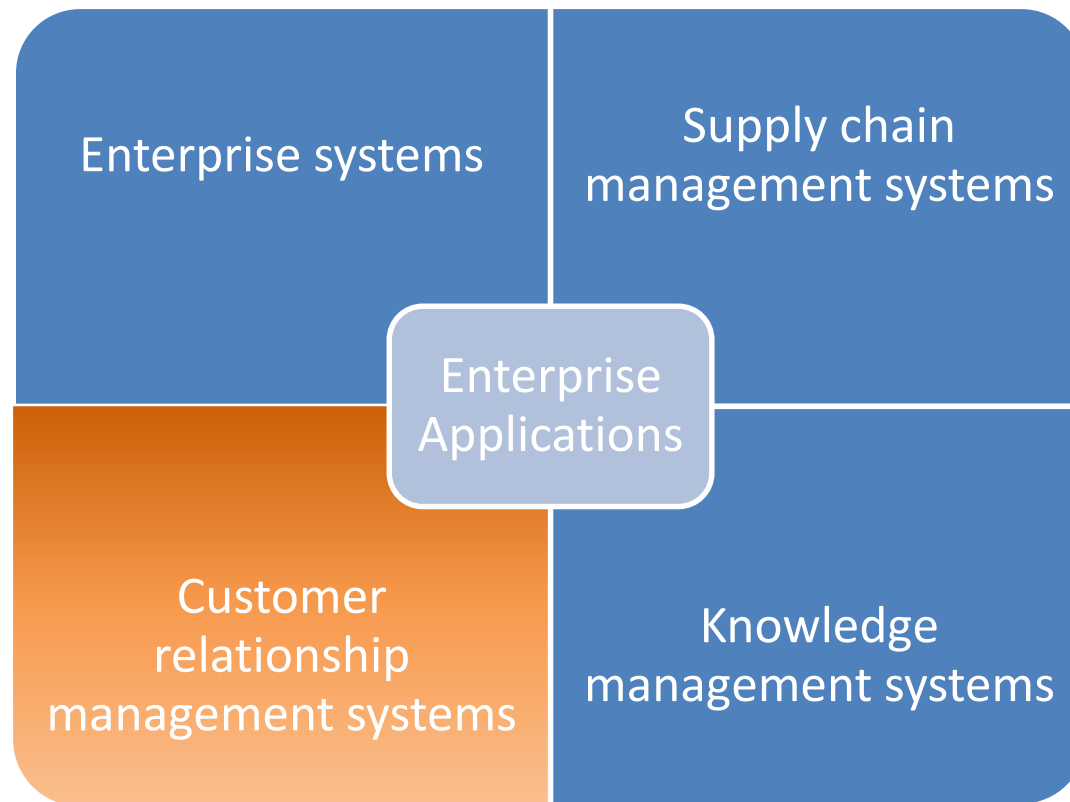 Enterprise systems
Supply chain
management systems
Enterprise
Applications
Customer
relationship
management systems
Knowledge
management systems